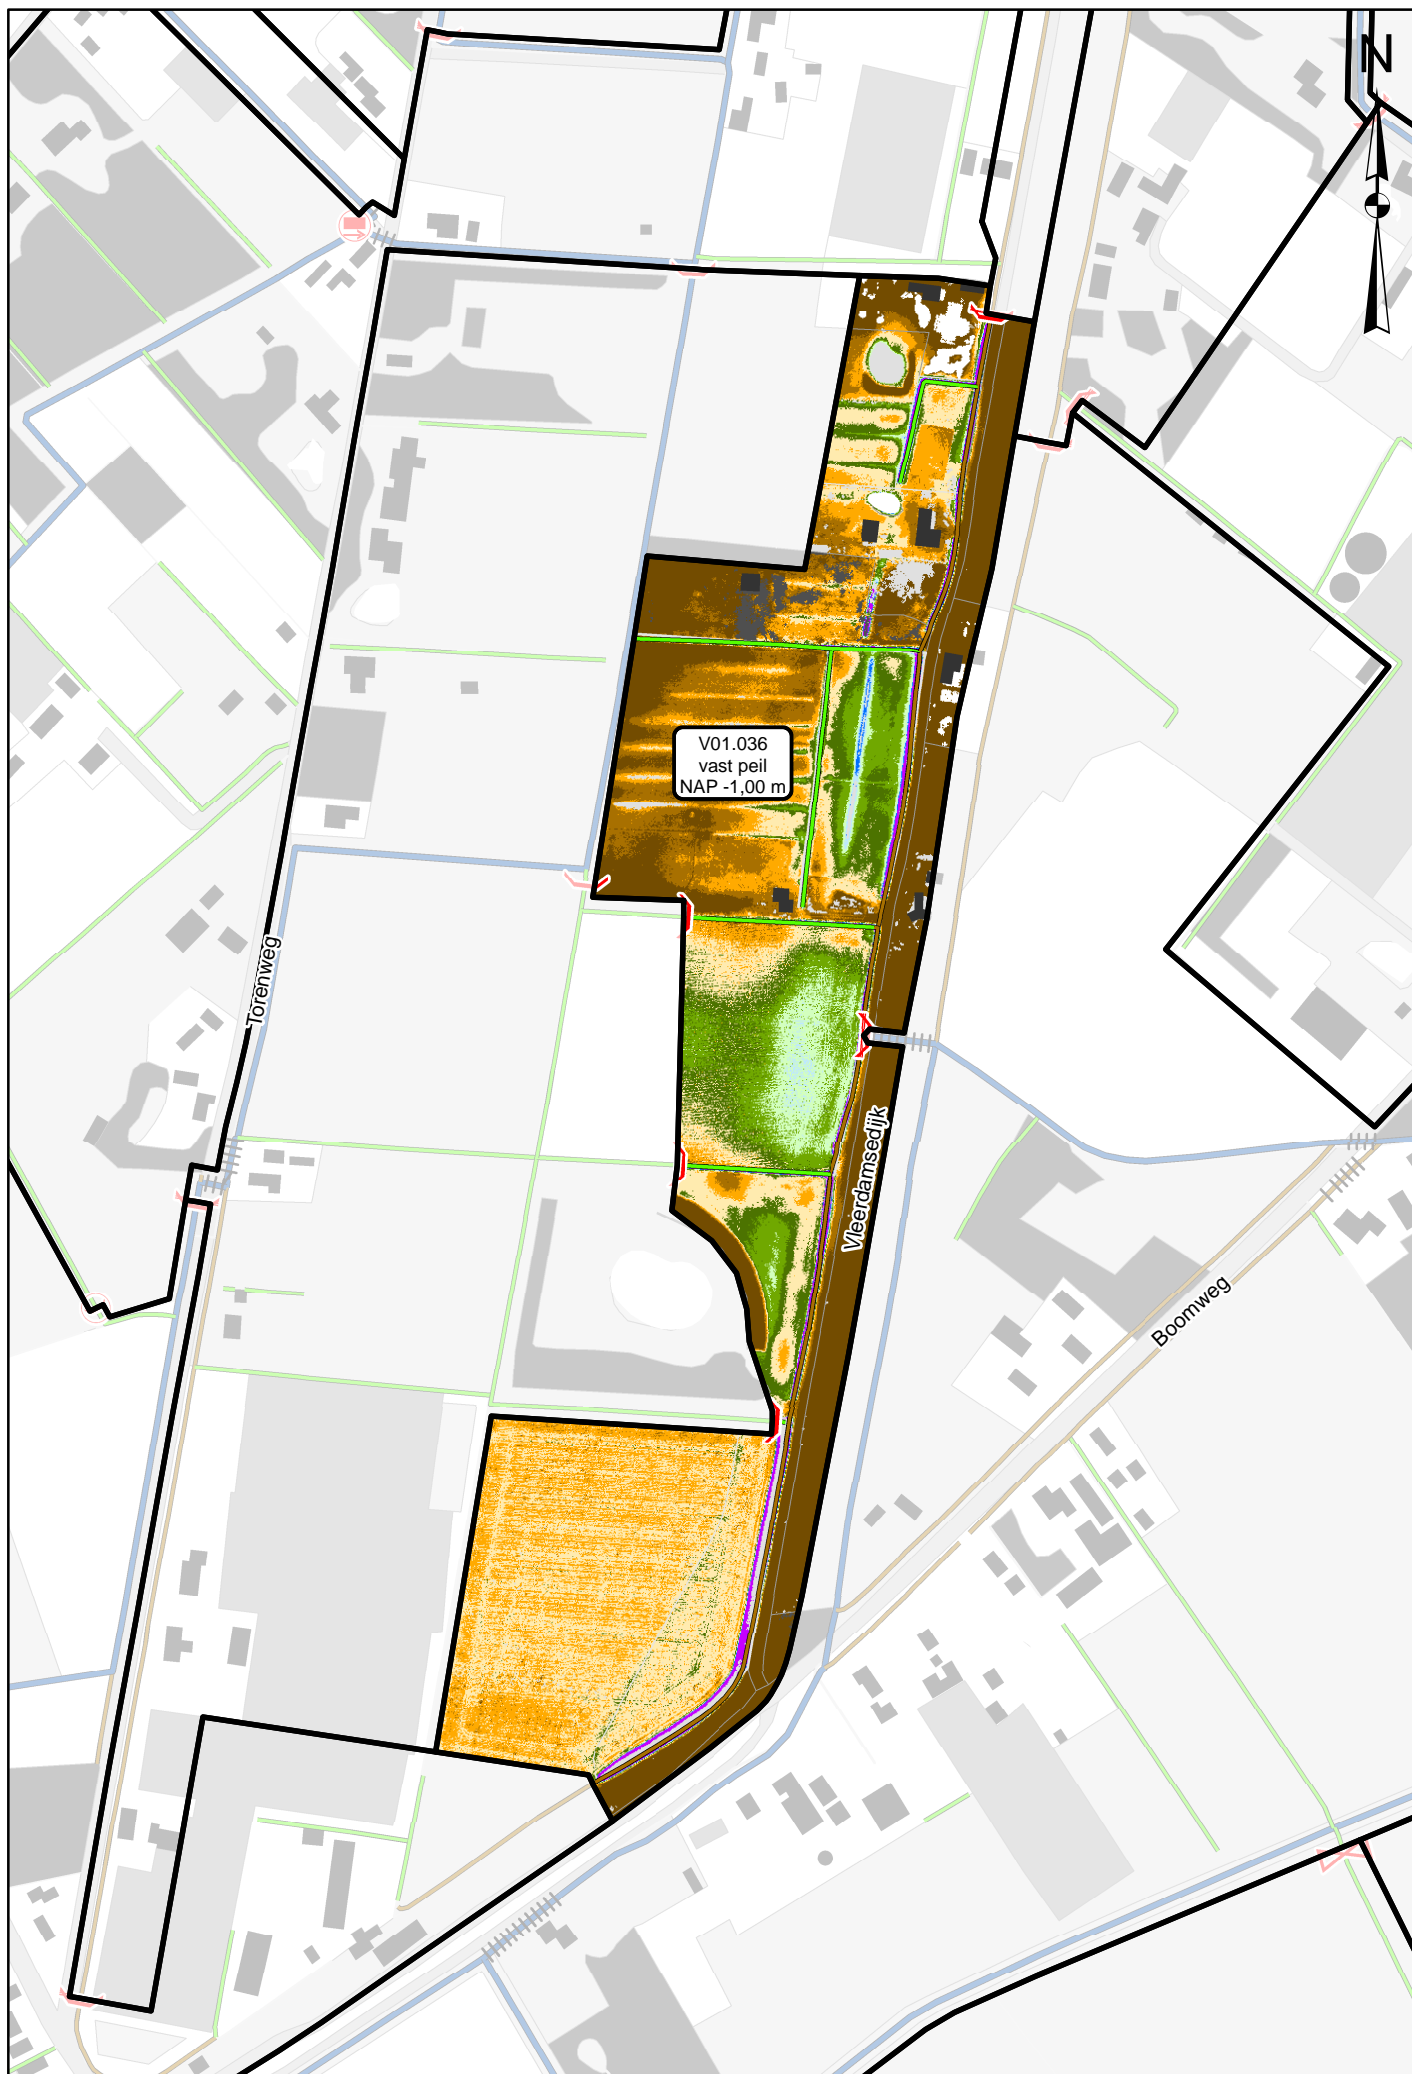 N
V01.036
vast peil
NAP -1,00 m
Torenweg
Vleerdamsedijk
Boomweg